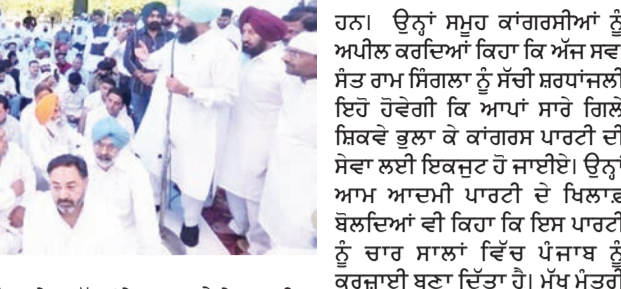 ਹਨ। ਉਨ੍ਹਾਂ ਸਮੂਹ ਕਾਂਗਰਸੀਆਂ ਨੂੰ
ਅਪੀਲ ਕਰਦਿਆਂ ਕਿਹਾ ਕਿ ਅੱਜ ਸਵ.
ਸੰਤ ਰਾਮ ਸਿੰਗਲਾ ਨੂੰ ਸੱਚੀ ਸ਼ਰਧਾਂਜਲੀ
ਇਹੋ ਹੋਵੇਗੀ ਕਿ ਆਪਾਂ ਸਾਰੇ ਗਿਲੇ
ਸ਼ਿਕਵੇ ਭੁਲਾ ਕੇ ਕਾਂਗਰਸ ਪਾਰਟੀ ਦੀ
ਸੇਵਾ ਲਈ ਇਕਜੁਟ ਹੋ ਜਾਈਏ। ਉਨ੍ਹਾਂ
ਆਮ ਆਦਮੀ ਪਾਰਟੀ ਦੇ ਖਿਲਾਫ਼
ਬੋਲਦਿਆਂ ਵੀ ਕਿਹਾ ਕਿ ਇਸ ਪਾਰਟੀ
ਨੂੰ ਚਾਰ ਸਾਲਾਂ ਵਿੱਚ ਪੰਜਾਬ ਨੂੰ
ਕਰਜ਼ਾਈ ਬਣਾ ਦਿੱਤਾ ਹੈ। ਮੁੱਖ ਮੰਤਰੀ